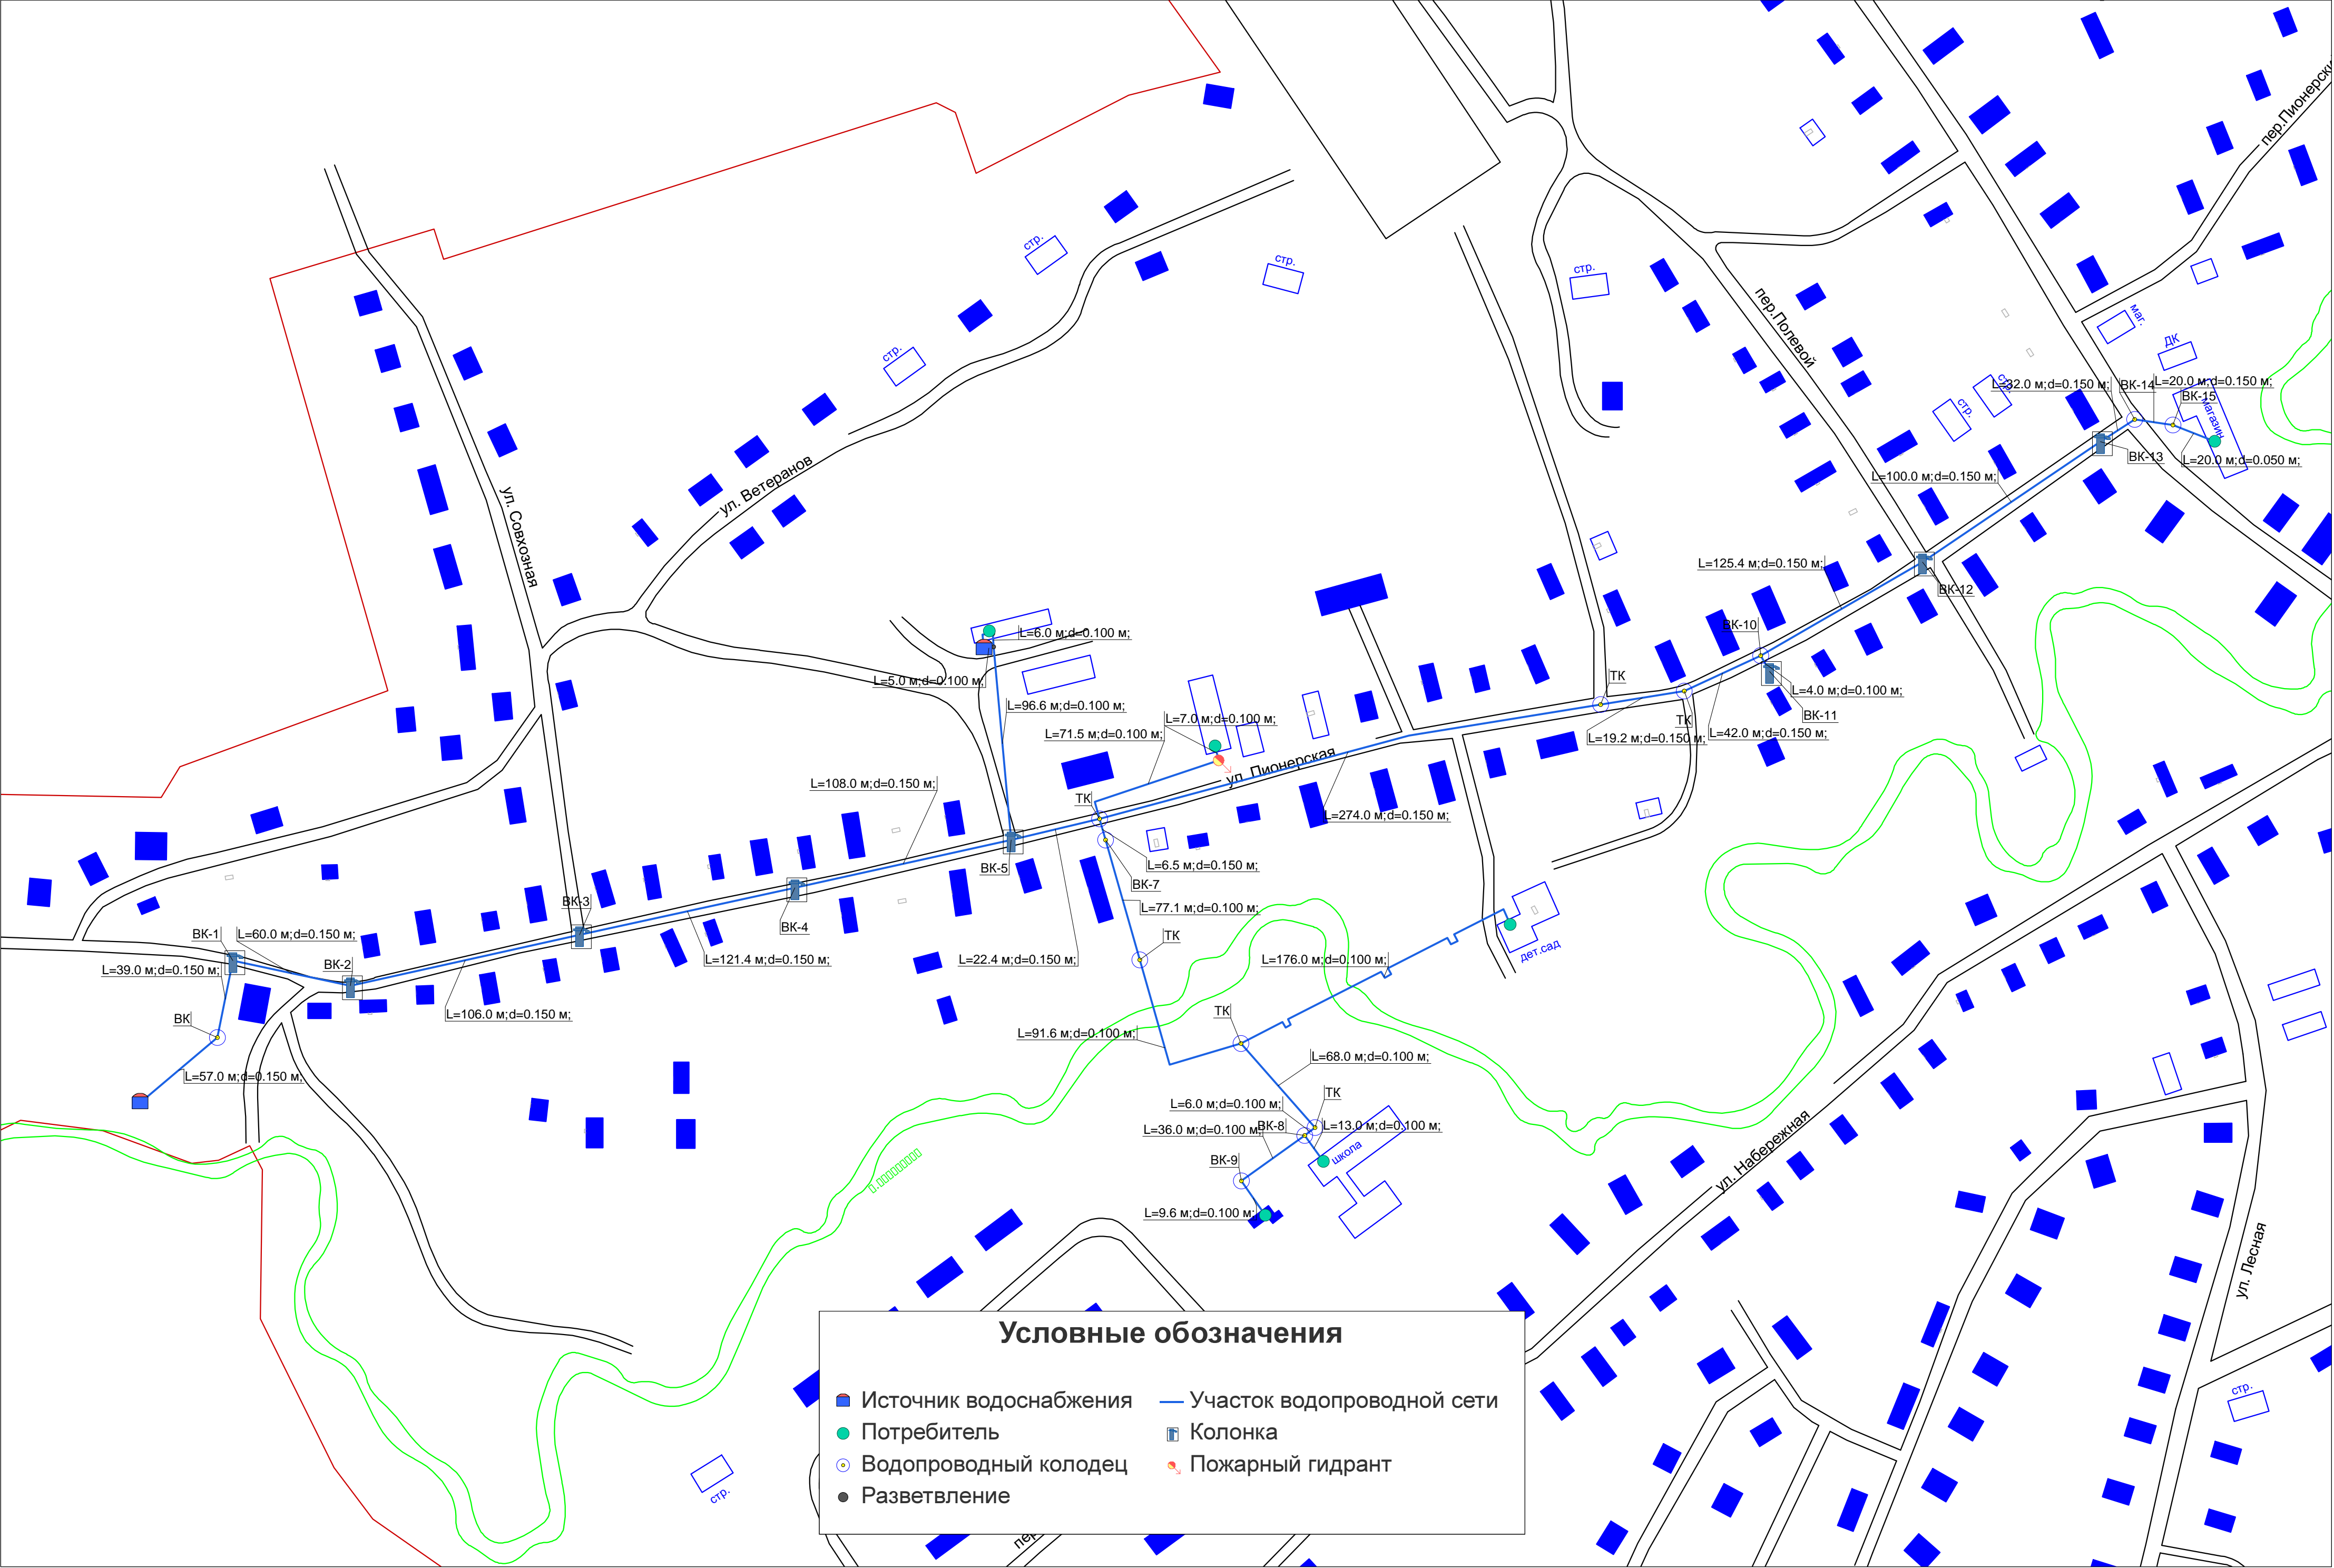 пер.Пионерски
стр.
стр.
стр.
пер.Полевой
маг.
ДК
стр.
L=32.0 м;d=0.150 м;
ВК-14
L=20.0 м;d=0.150 м;
стр.
ВК-15
стр.
магазин
ВК-13
L=20.0 м;d=0.050 м;
ул. Ветеранов
L=100.0 м;d=0.150 м;
ул. Совхозная
L=125.4 м;d=0.150 м;
ВК-12
ВК-10
L=6.0 м;d=0.100 м;
L=5.0 м;d=0.100 м;
ТК
L=4.0 м;d=0.100 м;
L=96.6 м;d=0.100 м;
ВК-11
L=7.0 м;d=0.100 м;
ТК
L=71.5 м;d=0.100 м;
L=19.2 м;d=0.150 м;
L=42.0 м;d=0.150 м;
ул. Пионерская
L=108.0 м;d=0.150 м;
ТК
L=274.0 м;d=0.150 м;
ВК-5
L=6.5 м;d=0.150 м;
ВК-7
ВК-3
L=77.1 м;d=0.100 м;
ВК-4
ВК-1
L=60.0 м;d=0.150 м;
ТК
дет.сад
L=121.4 м;d=0.150 м;
L=22.4 м;d=0.150 м;
L=176.0 м;d=0.100 м;
ВК-2
L=39.0 м;d=0.150 м;
L=106.0 м;d=0.150 м;
ТК
ВК
L=91.6 м;d=0.100 м;
L=68.0 м;d=0.100 м;
L=57.0 м;d=0.150 м;
ТК
L=6.0 м;d=0.100 м;
L=36.0 м;d=0.100 м;
ВК-8
L=13.0 м;d=0.100 м;
школа
ул. Набережная
ВК-9
L=9.6 м;d=0.100 м;
ул. Лесная
Условные обозначения
Источник водоснабжения
Участок водопроводной сети
Потребитель
Колонка
Водопроводный колодец
Пожарный гидрант
Разветвление
стр.
стр.
пер